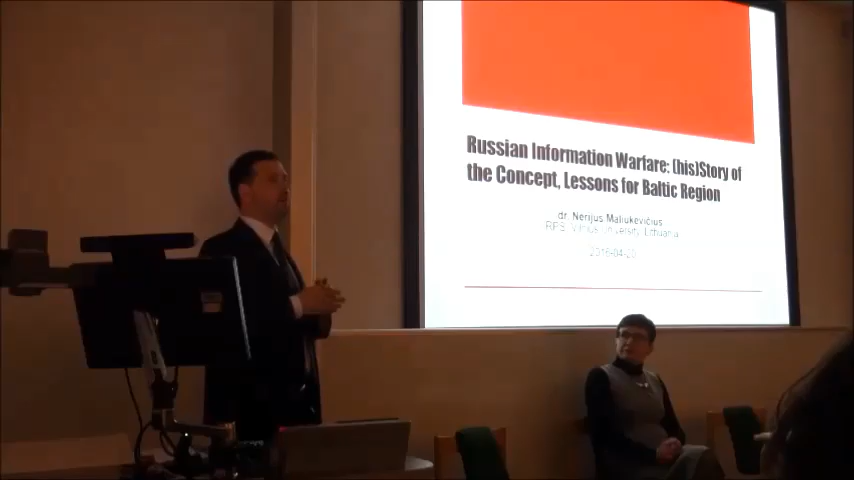 Russian Information Warfare: (his)Story of
the Concept, Lessons for Baltic Region
dr. Nerijus Maliukevičius
RPS, Vilnius University, Lithuania
2016-04-20